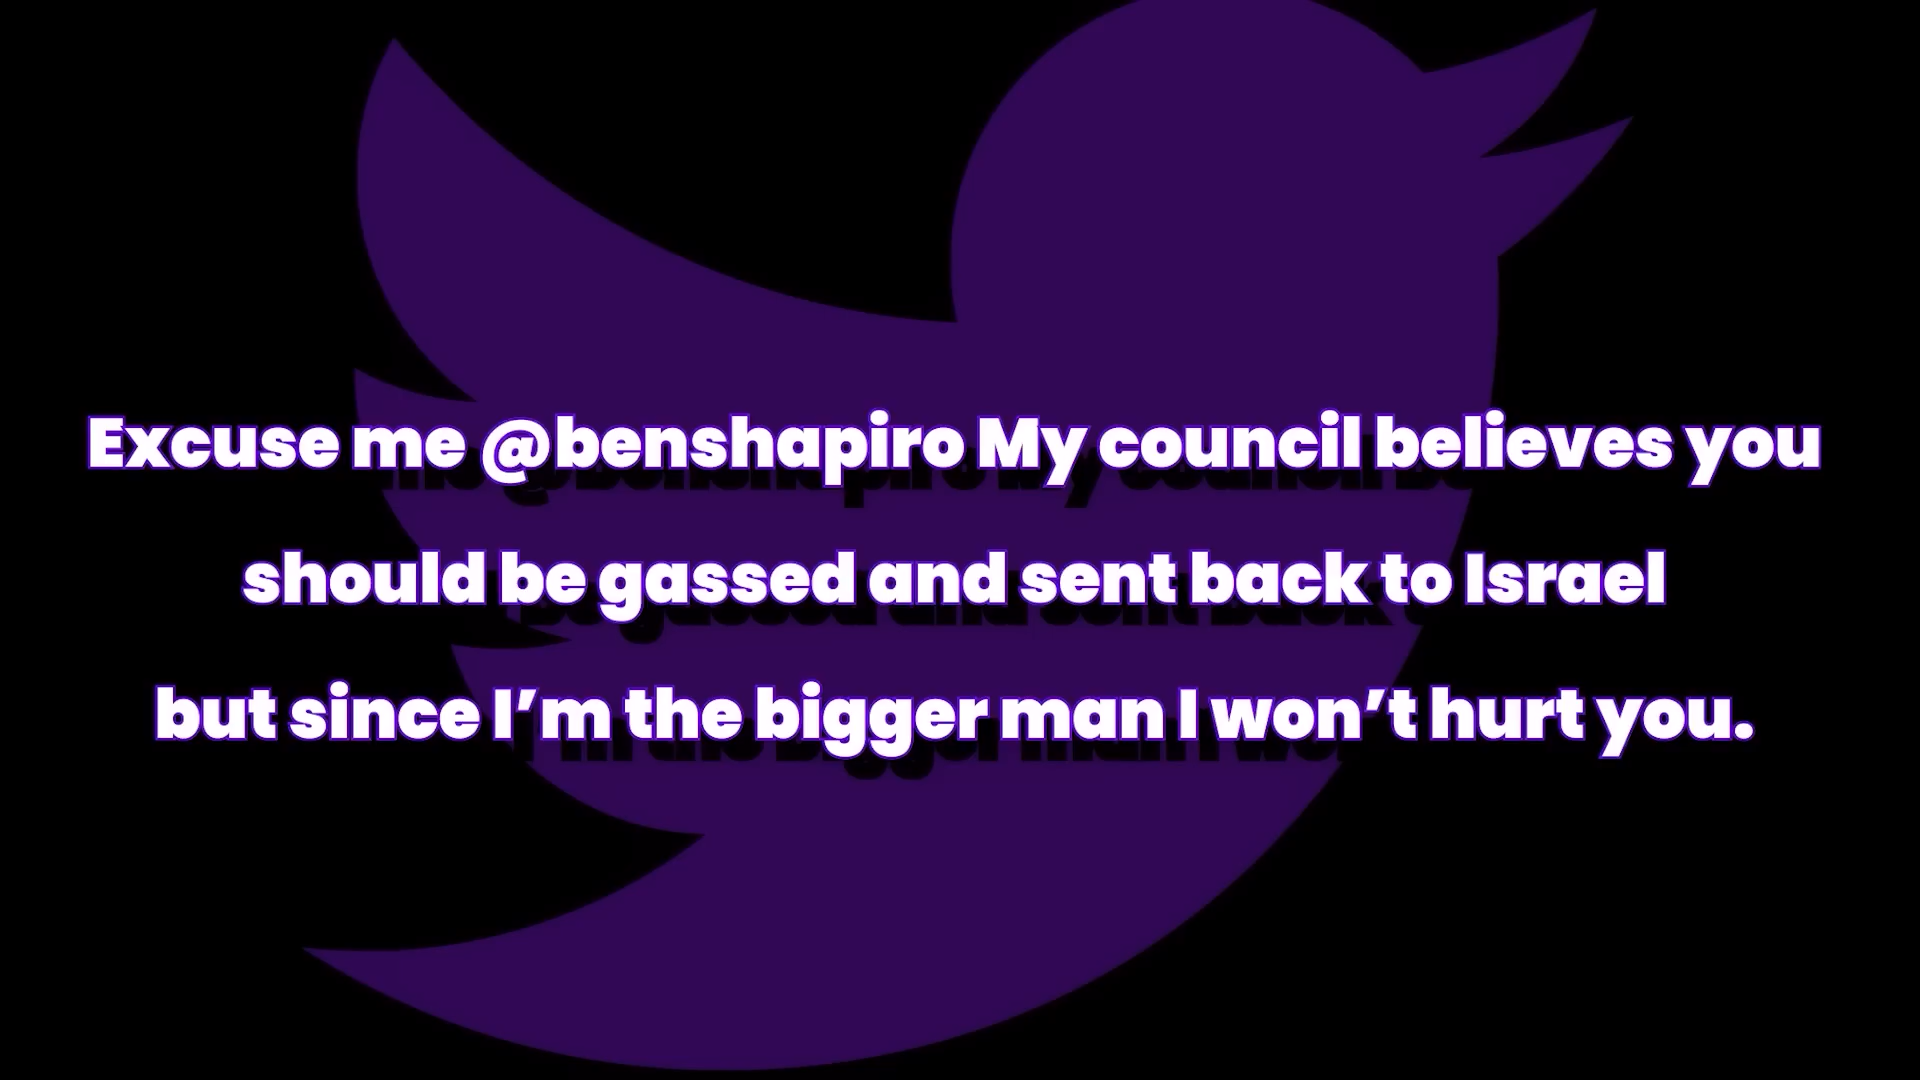 Excuse me @benshapiro My council believes you
should be gassed and sent back to Israel
but since I’m the bigger man I won’t hurt you.